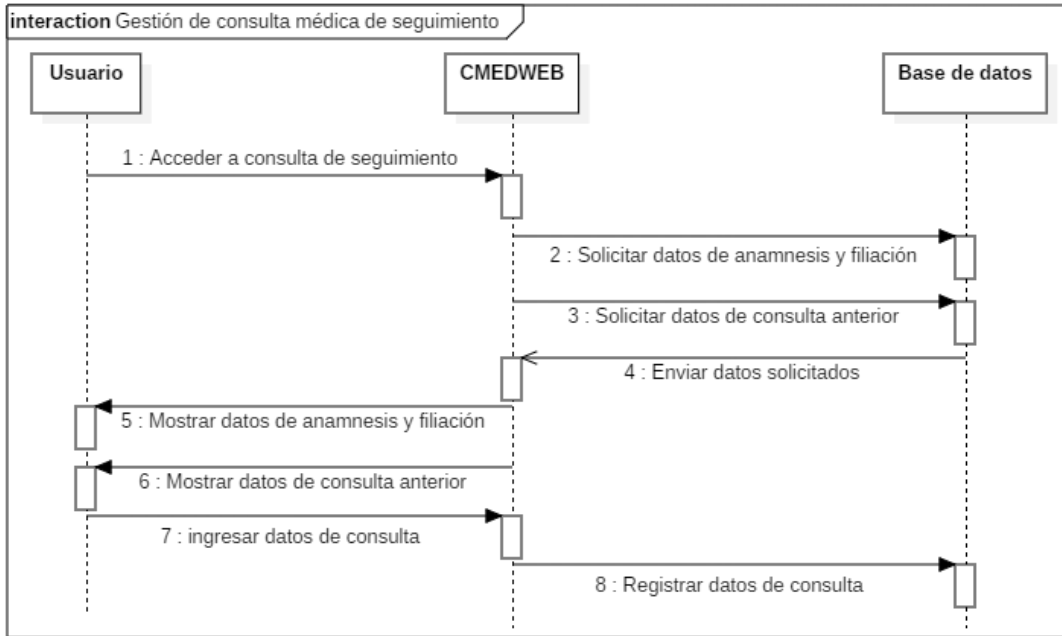 interaction Gestión de consulta médica de seguimiento
Usuario
CMEDWEB
Base de datos
1 : Acceder a consulta de seguimiento
2 : Solicitar datos de anamnesis y filiación
3 : Solicitar datos de consulta anterior
4 : Enviar datos solicitados
5 : Mostrar datos de anamnesis y filiación
6 : Mostrar datos de consulta anterior
7 : ingresar datos de consulta
8 : Registrar datos de consulta